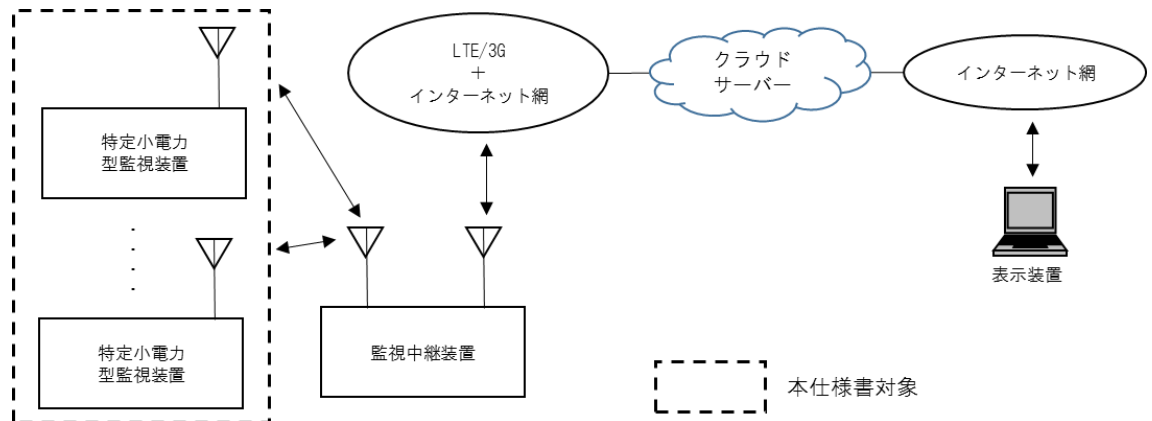 LTE/3G
+
インターネット網
クラウド
サーバー
インターネット網
特定小電力
型監視装置
特定小電力
型監視装置
監視中継装置
表示装置
本仕様書対象